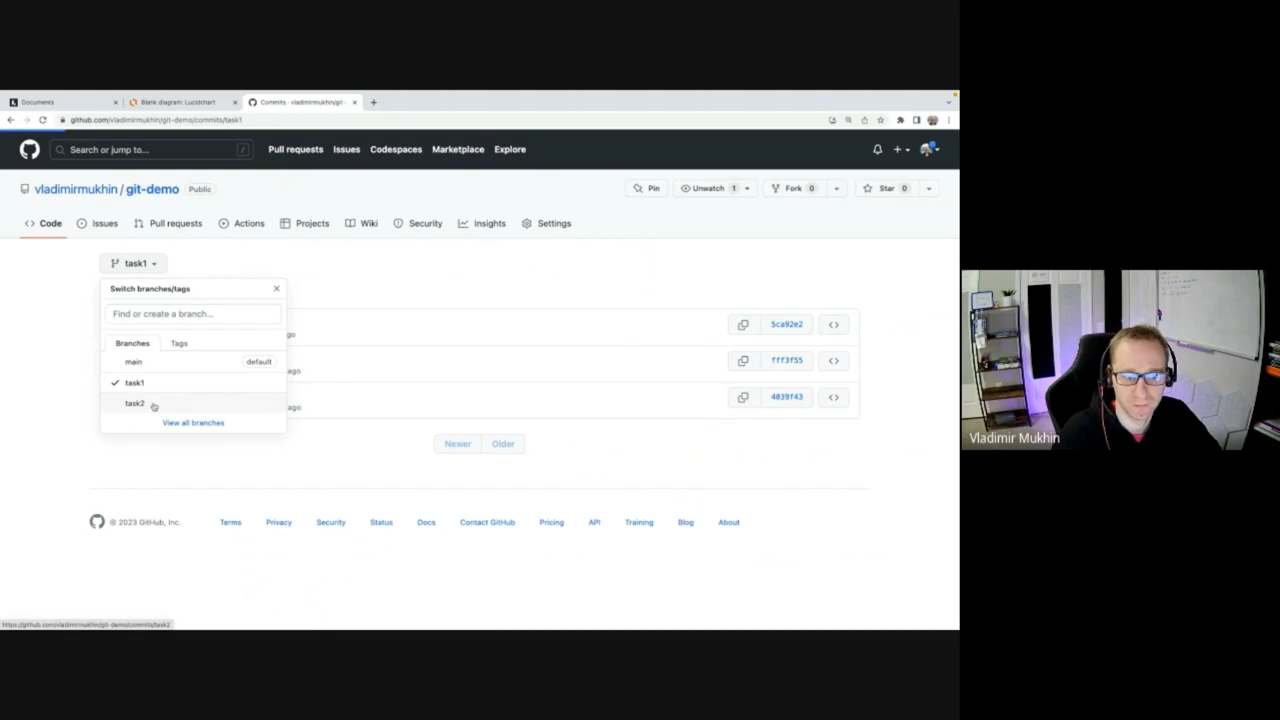 Documents
Blank diagram: Lucidchart
Commits · vladimirmukhin/git-
github.com/vladimirmukhin/git-demo/commits/task1
Search or jump to...
/
Pull requests
Issues
Codespaces
Marketplace
Explore
vladimirmukhin / git-demo
Public
Pin
Unwatch 1
Fork 0
Star 0
Code
Issues
Pull requests
Actions
Projects
Wiki
Security
Insights
Settings
task1
Switch branches/tags
Find or create a branch...
Branches
Tags
main
default
task1
task2
View all branches
go
5ca92e2
ago
fff3f55
ago
4039f43
Newer
Older
© 2023 GitHub, Inc.
Terms
Privacy
Security
Status
Docs
Contact GitHub
Pricing
API
Training
Blog
About
https://github.com/vladimirmukhin/git-demo/commits/task2
Vladimir Mukhin